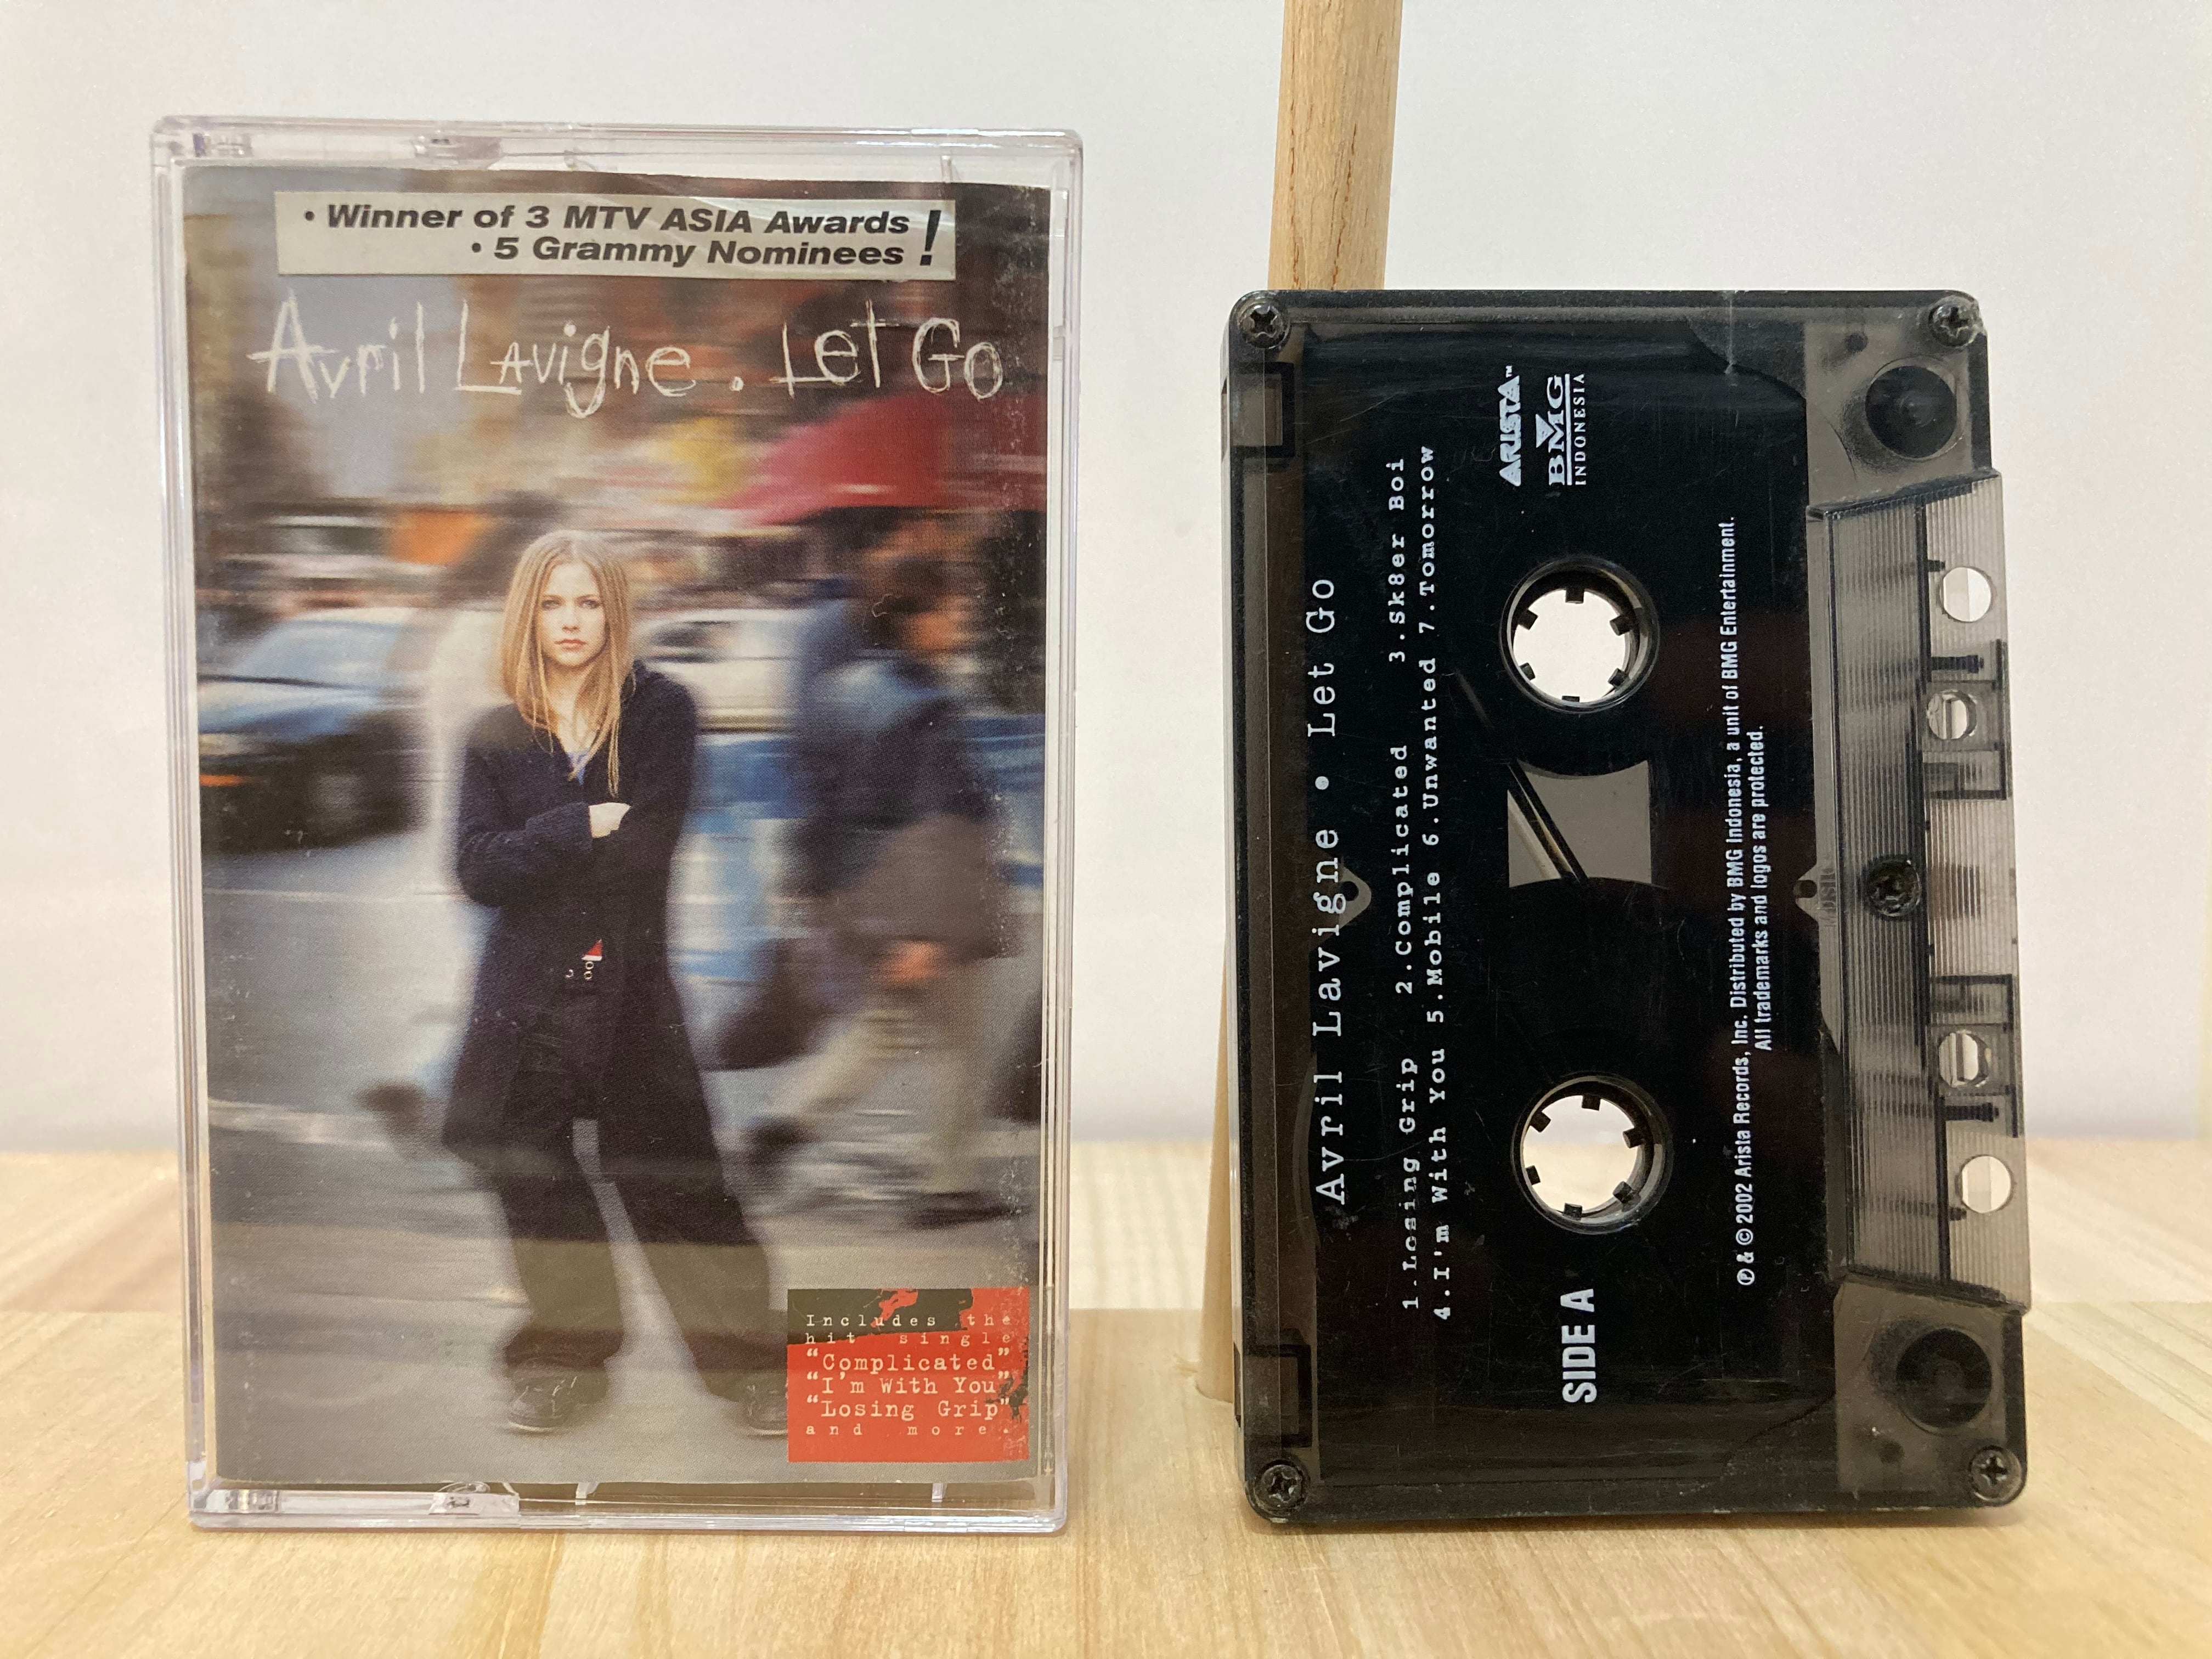 • Winner of 3 MTV ASIA Awards !
• 5 Grammy Nominees
Avril Lavigne . Let Go
Includes the
hit single
“Complicated”
“I'm With You”
“Losing Grip”
and more.
Avril Lavigne • Let Go
1.Losing Grip 2.Complicated 3.Sk8er Boi
4.I'm With You 5.Mobile 6.Unwanted 7.Tomorrow
ARISTA™
BMG
INDONESIA
SIDE A
℗ & © 2002 Arista Records, Inc. Distributed by BMG Indonesia, a unit of BMG Entertainment.
All trademarks and logos are protected.